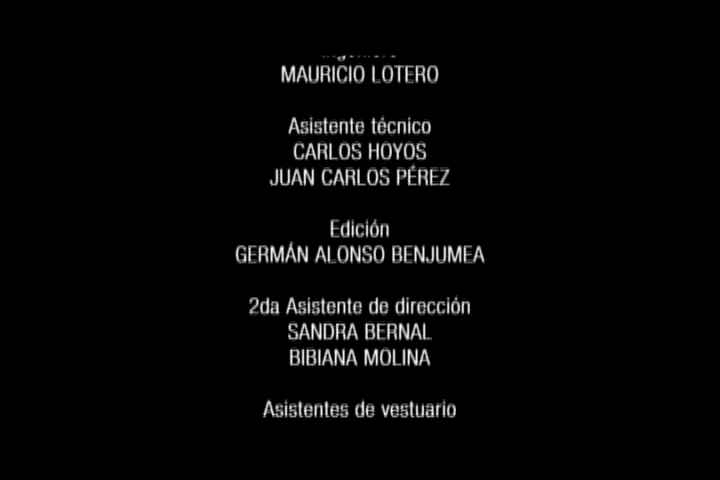 MAURICIO LOTERO
Asistente técnico
CARLOS HOYOS
JUAN CARLOS PÉREZ
Edición
GERMÁN ALONSO BENJUMEA
2da Asistente de dirección
SANDRA BERNAL
BIBIANA MOLINA
Asistentes de vestuario